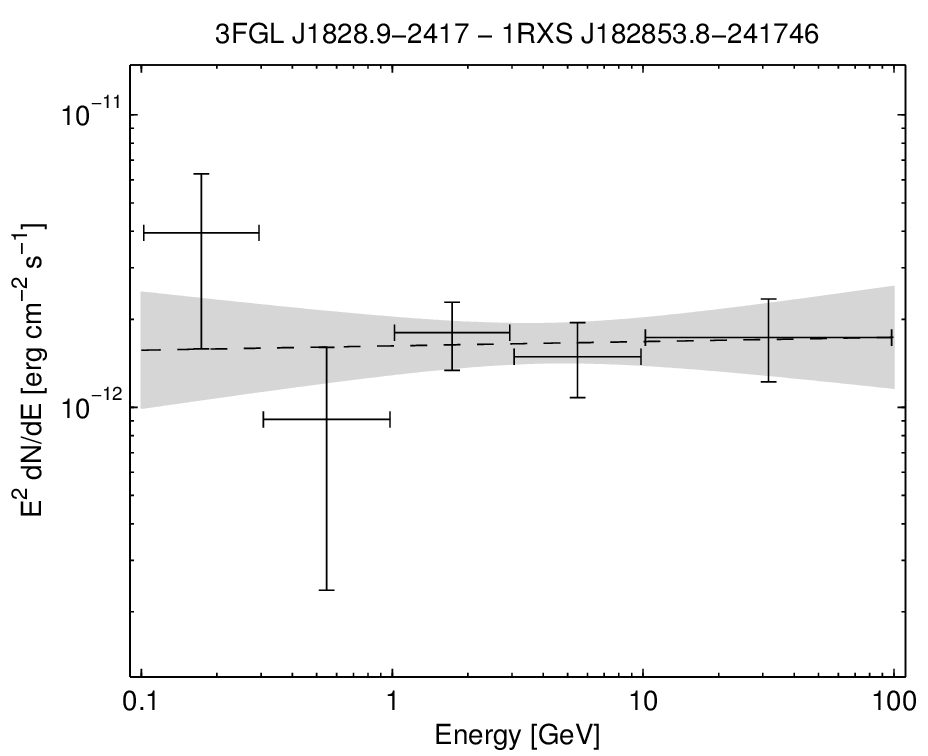 3FGL J1828.9−2417 − 1RXS J182853.8−241746
10⁻¹¹
10⁻¹²
E² dN/dE [erg cm⁻² s⁻¹]
0.1 1 10 100
Energy [GeV]